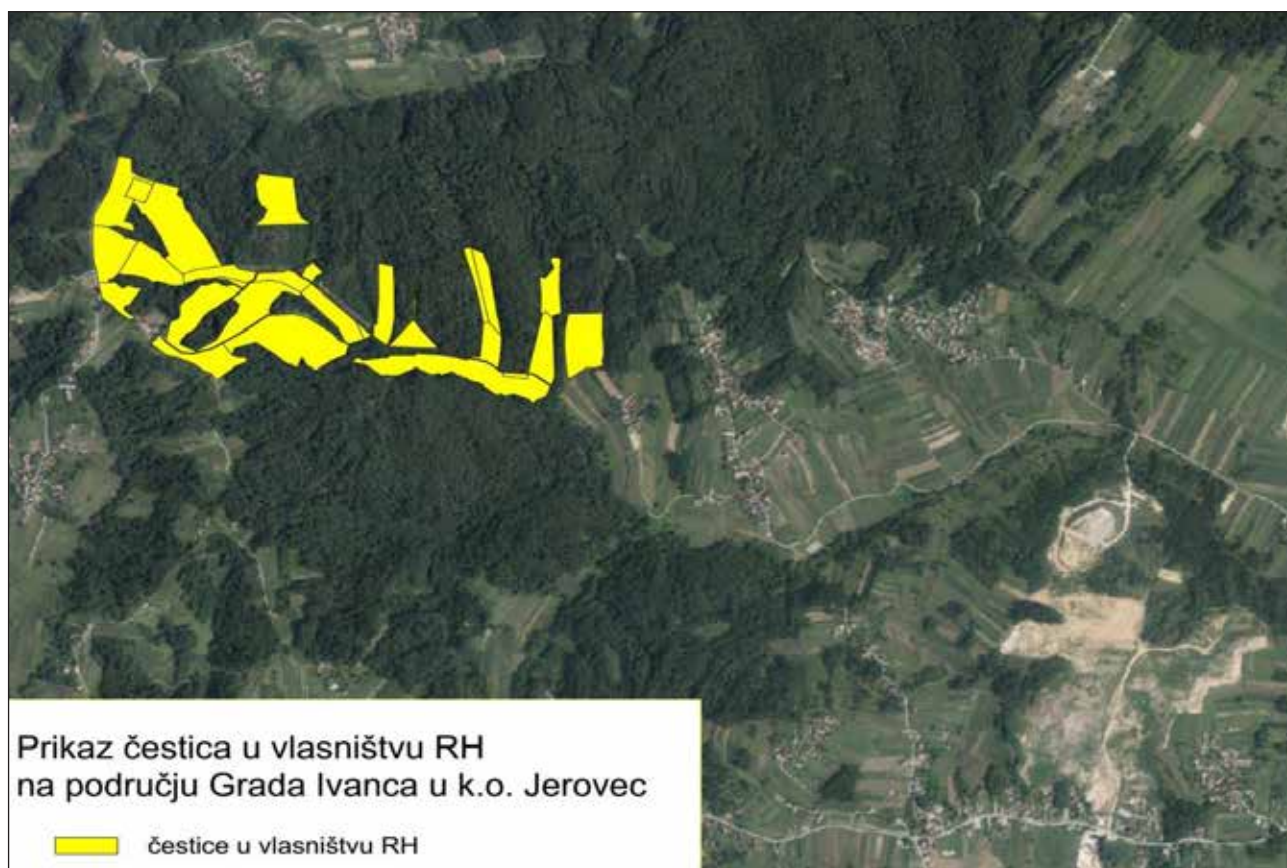 Prikaz čestica u vlasništvu RH
na području Grada Ivanca u k.o. Jerovec
čestice u vlasništvu RH